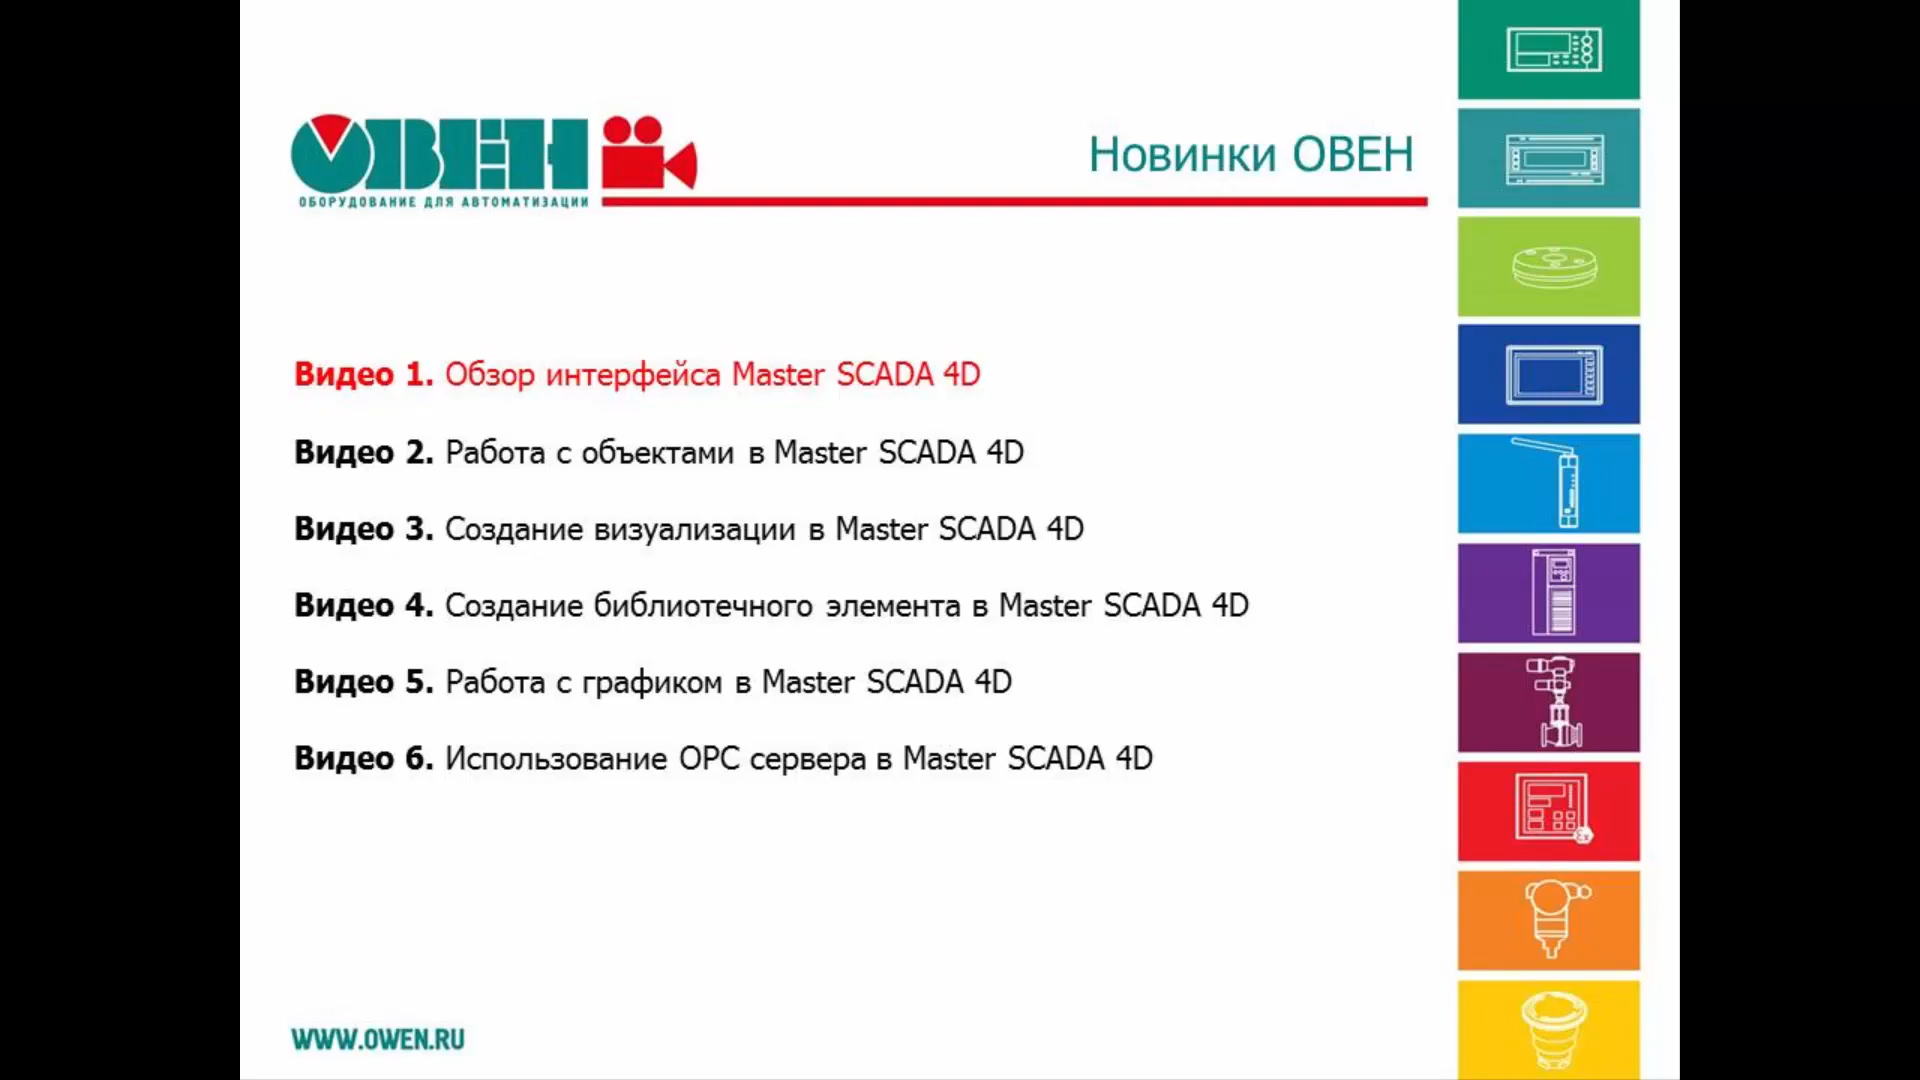 ОВЕН
ОБОРУДОВАНИЕ ДЛЯ АВТОМАТИЗАЦИИ
Новинки ОВЕН
Видео 1. Обзор интерфейса Master SCADA 4D
Видео 2. Работа с объектами в Master SCADA 4D
Видео 3. Создание визуализации в Master SCADA 4D
Видео 4. Создание библиотечного элемента в Master SCADA 4D
Видео 5. Работа с графиком в Master SCADA 4D
Видео 6. Использование OPC сервера в Master SCADA 4D
Ex
WWW.OWEN.RU